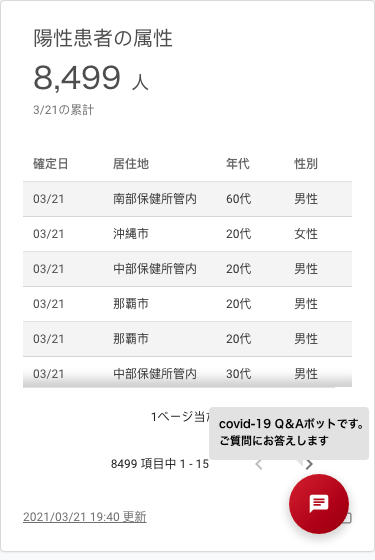 陽性患者の属性
8,499 人
3/21の累計
確定日 居住地 年代 性別
03/21 南部保健所管内 60代 男性
03/21 沖縄市 20代 女性
03/21 中部保健所管内 20代 男性
03/21 那覇市 20代 男性
03/21 那覇市 20代 男性
03/21 中部保健所管内 30代 男性
1ページ当
covid-19 Q&Aボットです。
ご質問にお答えします
8499 項目中 1 - 15
2021/03/21 19:40 更新